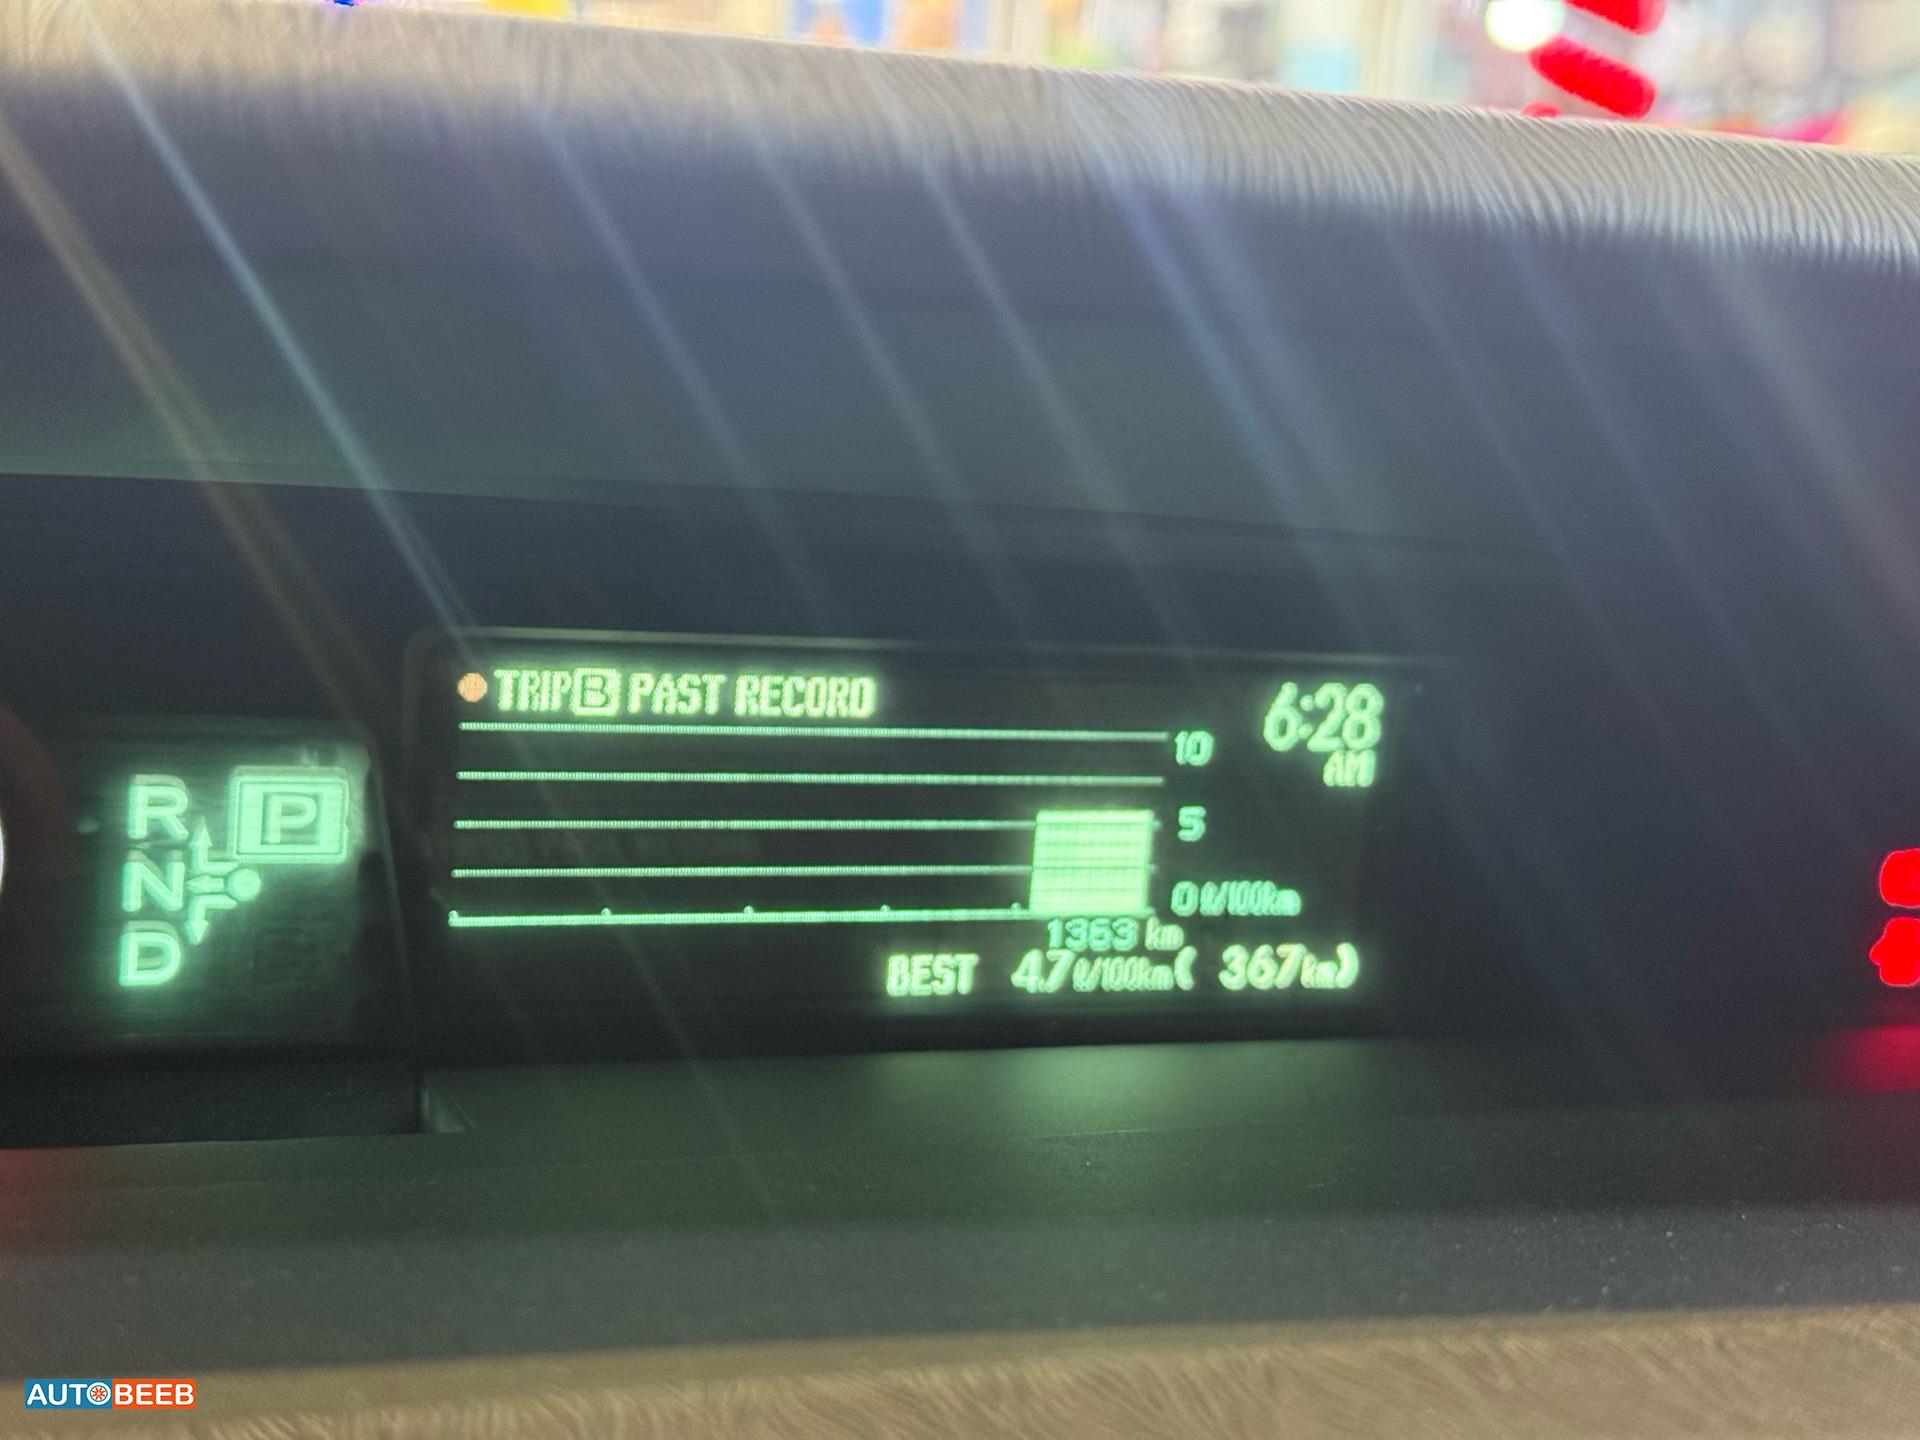 TRIP B PAST RECORD
6:28
AM
10
5
0 ℓ/100km
1363 km
BEST 4.7 ℓ/100km ( 367km)
R
P
N
D
AUTOBEEB